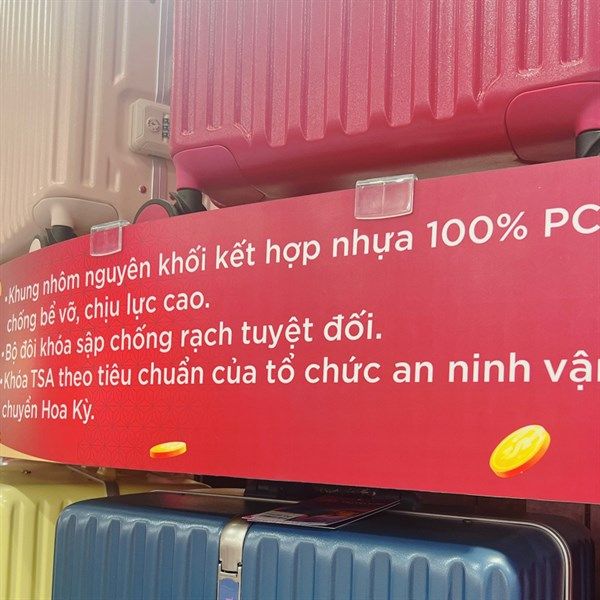 •Khung nhôm nguyên khối kết hợp nhựa 100% PC
chống bể vỡ, chịu lực cao.
•Bộ đôi khóa sập chống rạch tuyệt đối.
•Khóa TSA theo tiêu chuẩn của tổ chức an ninh vận
chuyển Hoa Kỳ.